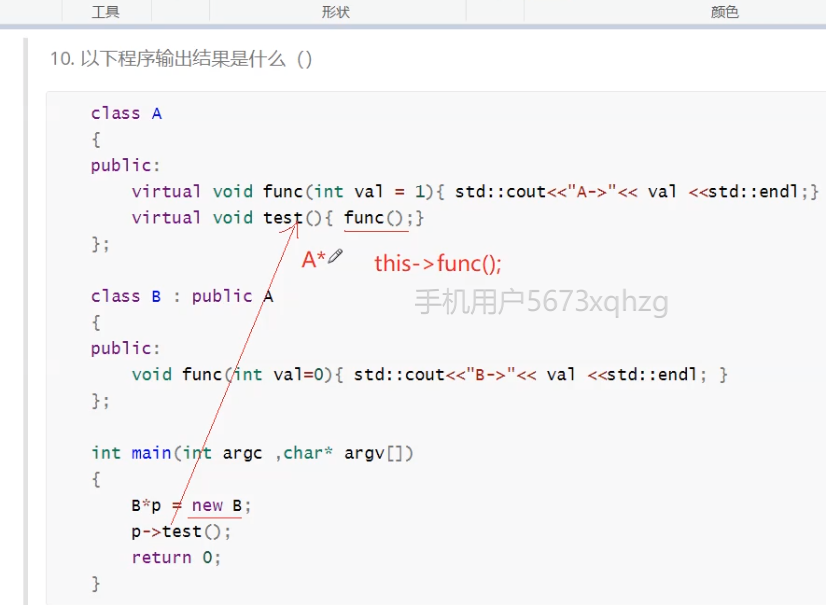 工具 形状 颜色
10. 以下程序输出结果是什么（）
class A
{
public:
virtual void func(int val = 1){ std::cout<<"A->"<< val <<std::endl;}
virtual void test(){ func();}
};
A* this->func();
class B : public A
手机用户5673xqhzg
{
public:
void func(int val=0){ std::cout<<"B->"<< val <<std::endl; }
};
int main(int argc ,char* argv[])
{
B*p = new B;
p->test();
return 0;
}